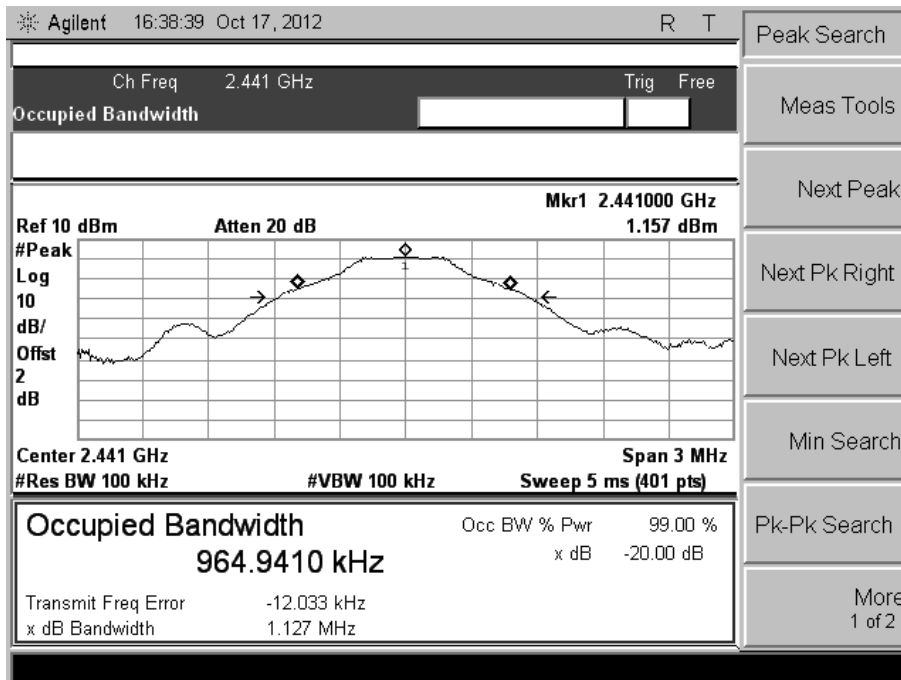 Agilent 16:38:39 Oct 17, 2012 R T
Ch Freq 2.441 GHz Trig Free
Occupied Bandwidth
Mkr1 2.441000 GHz
Ref 10 dBm Atten 20 dB 1.157 dBm
#Peak
Log
10
dB/
Offst
2
dB
1
Center 2.441 GHz Span 3 MHz
#Res BW 100 kHz #VBW 100 kHz Sweep 5 ms (401 pts)
Occupied Bandwidth Occ BW % Pwr 99.00 %
964.9410 kHz x dB -20.00 dB
Transmit Freq Error -12.033 kHz
x dB Bandwidth 1.127 MHz
Peak Search
Meas Tools
Next Peak
Next Pk Right
Next Pk Left
Min Search
Pk-Pk Search
More
1 of 2